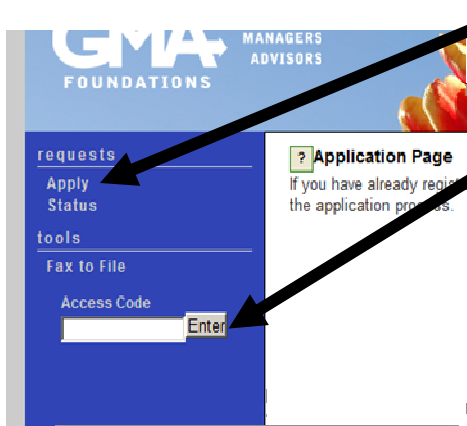 GMA MANAGERS
ADVISORS
FOUNDATIONS
requests
Apply
Status
tools
Fax to File
Access Code
Enter
? Application Page
If you have already
the application process.